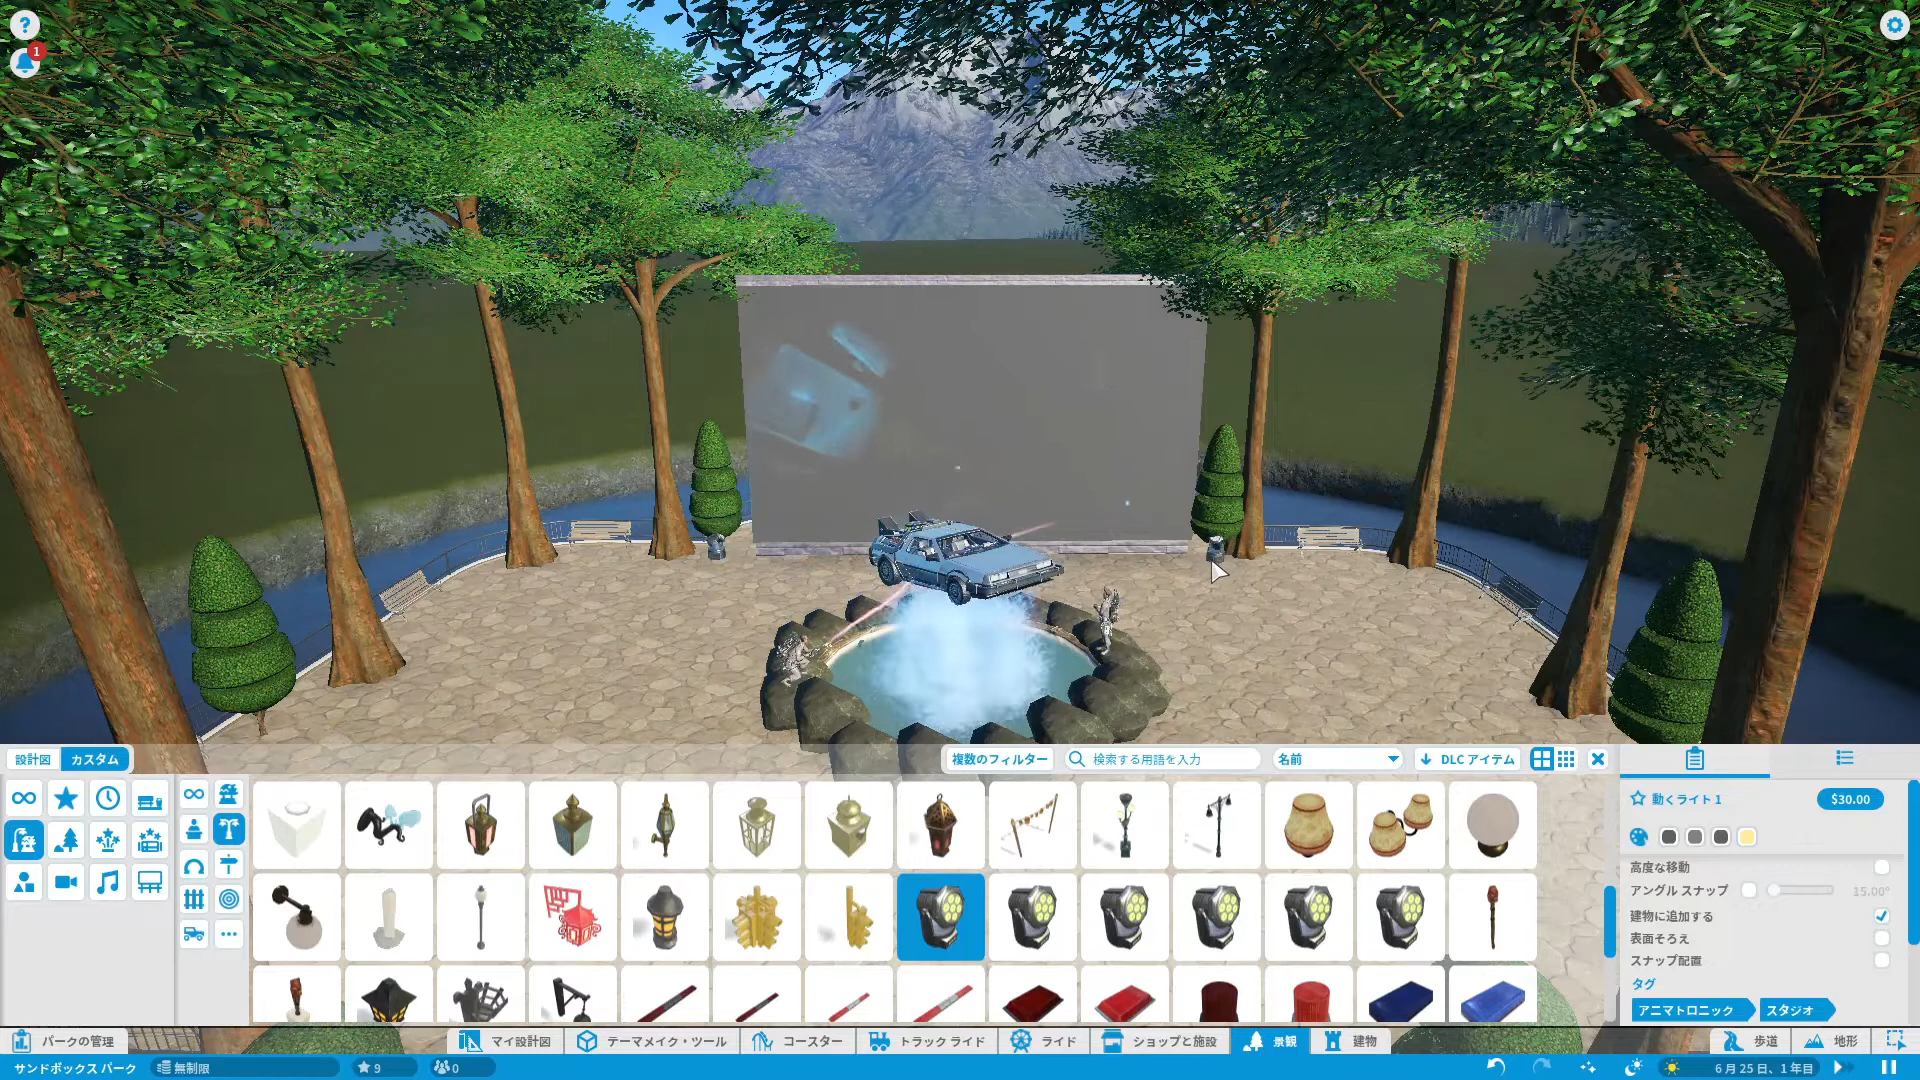 ?
1
設計図
カスタム
複数のフィルター
検索する用語を入力
名前
DLC アイテム
動くライト 1
$30.00
高度な移動
アングル スナップ
15.00°
建物に追加する
表面そろえ
スナップ配置
タグ
アニマトロニック
スタジオ
パークの管理
マイ設計図
テーマメイク・ツール
コースター
トラック ライド
ライド
ショップと施設
景観
建物
歩道
地形
サンドボックス パーク
無制限
9
0
6 月 25 日、1 年目